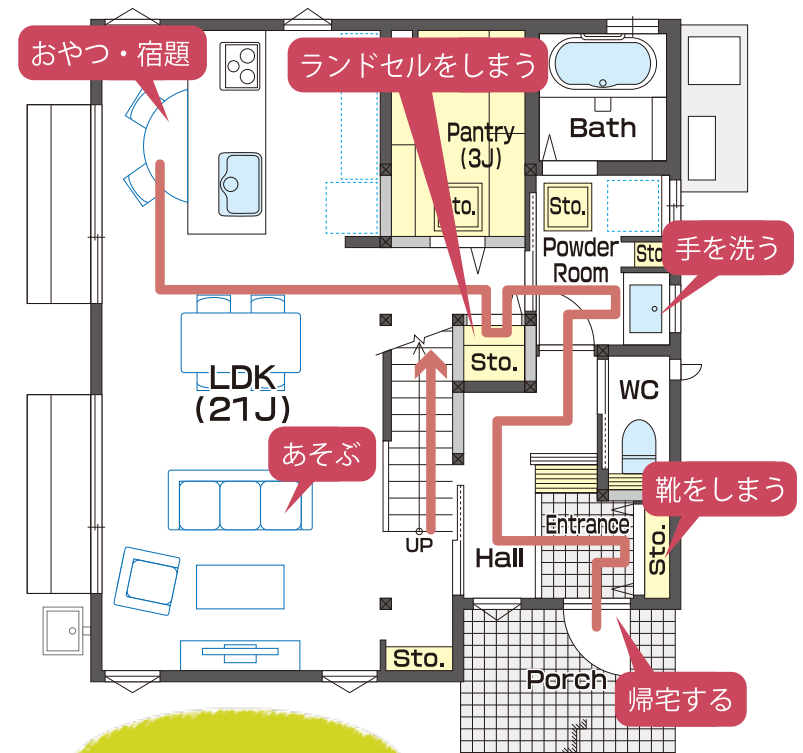 おやつ・宿題
ランドセルをしまう
Pantry
(3J)
Sto.
Bath
Sto.
Powder
Room
Sto.
手を洗う
Sto.
LDK
(21J)
WC
あそぶ
靴をしまう
Entrance
Sto.
UP
Hall
Sto.
Porch
帰宅する